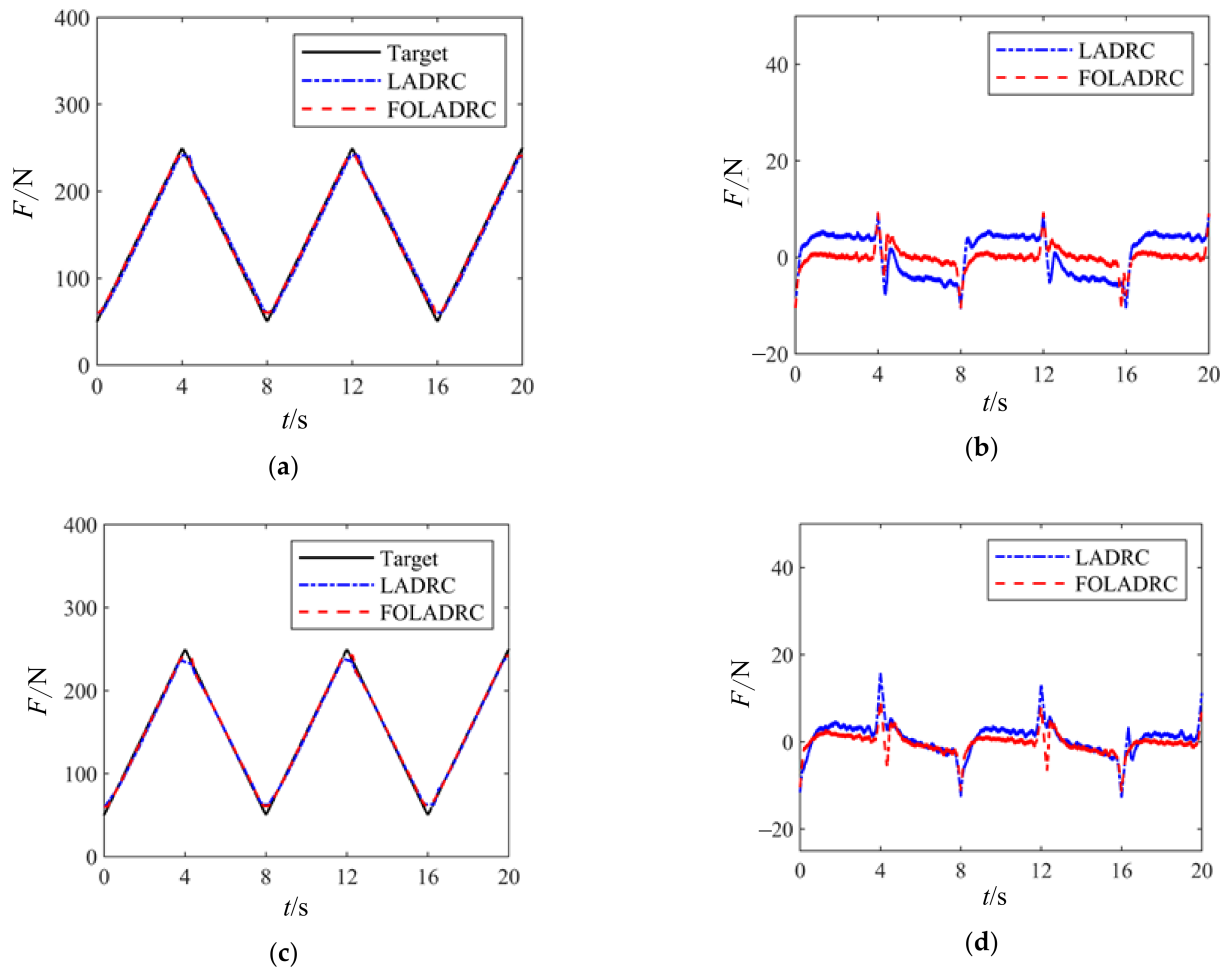 400
300
200
100
0
F/N
Target
LADRC
FOLADRC
0 4 8 12 16 20
t/s
(a)
40
20
0
−20
F/N
LADRC
FOLADRC
0 4 8 12 16 20
t/s
(b)
400
300
200
100
0
F/N
Target
LADRC
FOLADRC
0 4 8 12 16 20
t/s
(c)
40
20
0
−20
F/N
LADRC
FOLADRC
0 4 8 12 16 20
t/s
(d)